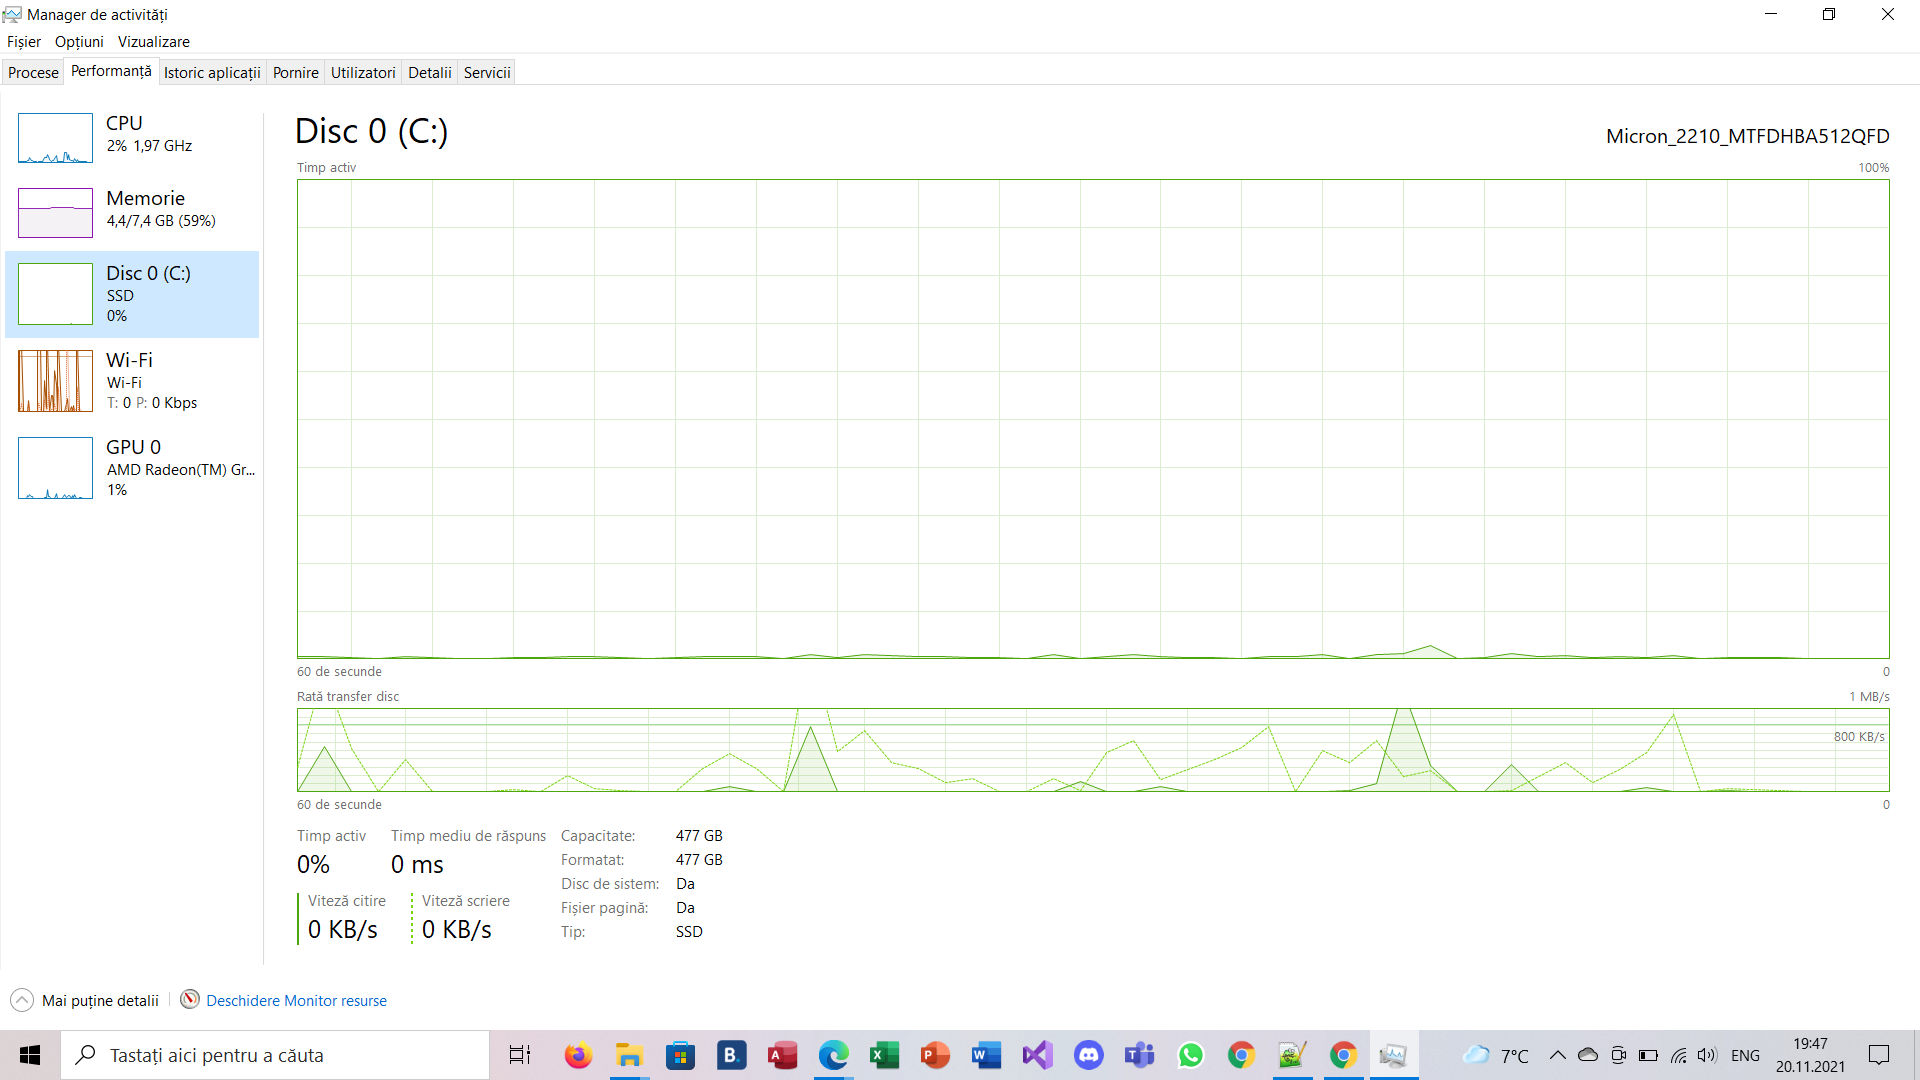 Manager de activități
Fișier Opțiuni Vizualizare
Procese Performanță Istoric aplicații Pornire Utilizatori Detalii Servicii
CPU
2% 1,97 GHz
Memorie
4,4/7,4 GB (59%)
Disc 0 (C:)
SSD
0%
Wi-Fi
Wi-Fi
T: 0 P: 0 Kbps
GPU 0
AMD Radeon(TM) Gr...
1%
Disc 0 (C:) Micron_2210_MTFDHBA512QFD
Timp activ 100%
60 de secunde 0
Rată transfer disc 1 MB/s
800 KB/s
60 de secunde 0
Timp activ
0%
Timp mediu de răspuns
0 ms
Viteză citire
0 KB/s
Viteză scriere
0 KB/s
Capacitate: 477 GB
Formatat: 477 GB
Disc de sistem: Da
Fișier pagină: Da
Tip: SSD
Mai puține detalii Deschidere Monitor resurse
Tastați aici pentru a căuta
B.
7°C
ENG
19:47
20.11.2021